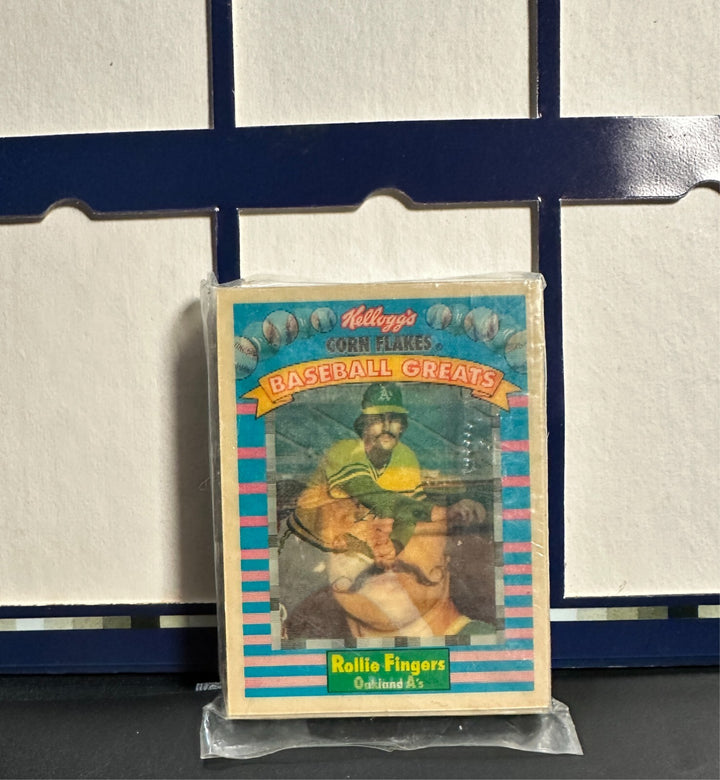 Kellogg's
CORN FLAKES®
BASEBALL GREATS
A's
Rollie Fingers
Oakland A's